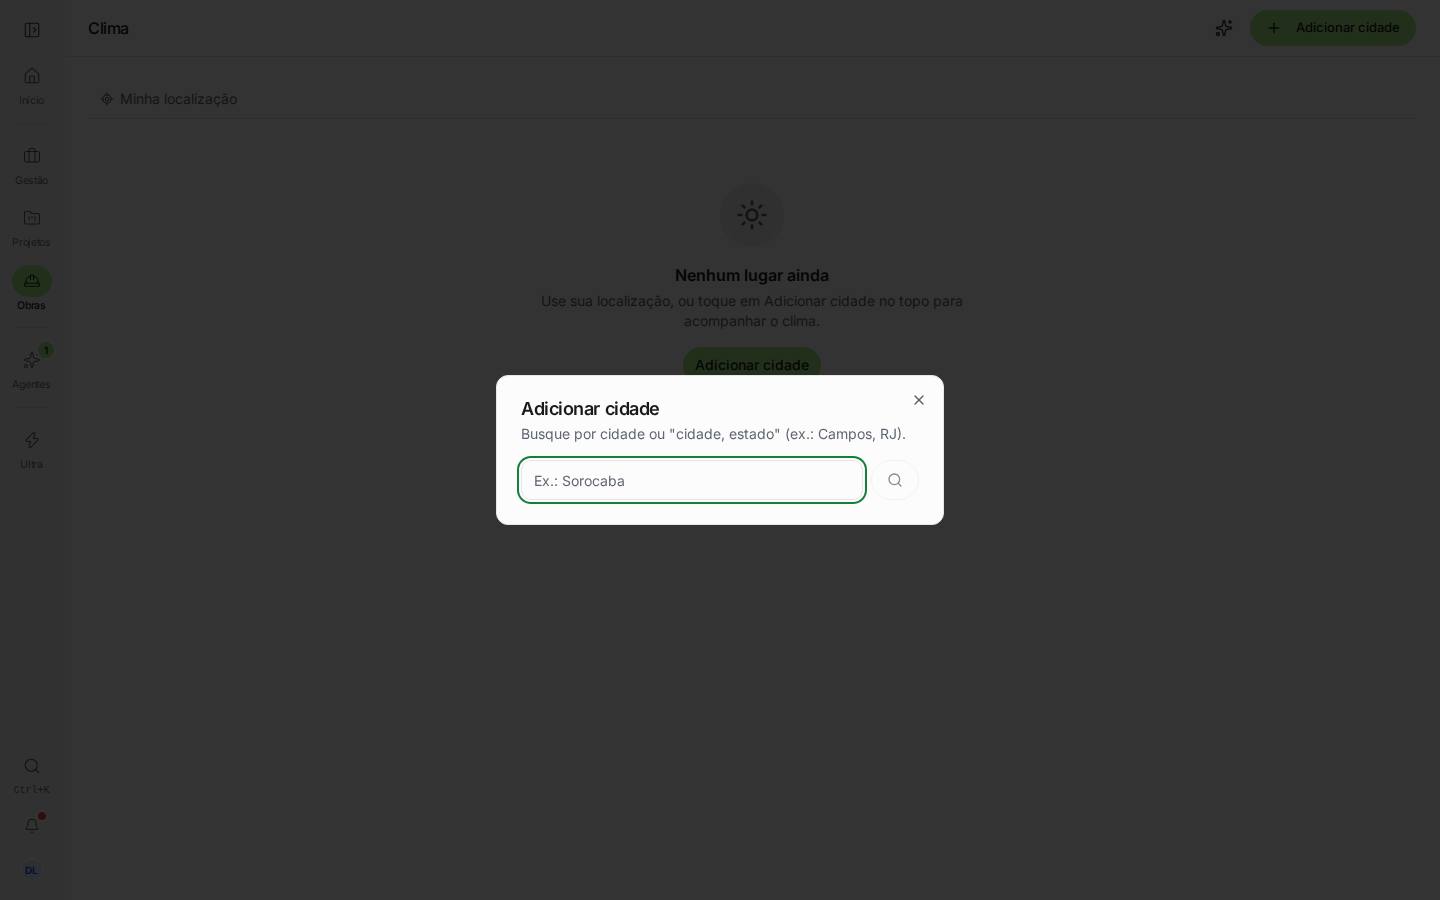 Clima
Adicionar cidade
Início
Minha localização
Gestão
Projetos
Obras
1
Agentes
Ultra
Nenhum lugar ainda
Use sua localização, ou toque em Adicionar cidade no topo para
acompanhar o clima.
Adicionar cidade
Adicionar cidade
Busque por cidade ou "cidade, estado" (ex.: Campos, RJ).
Ex.: Sorocaba
Ctrl+K
DL